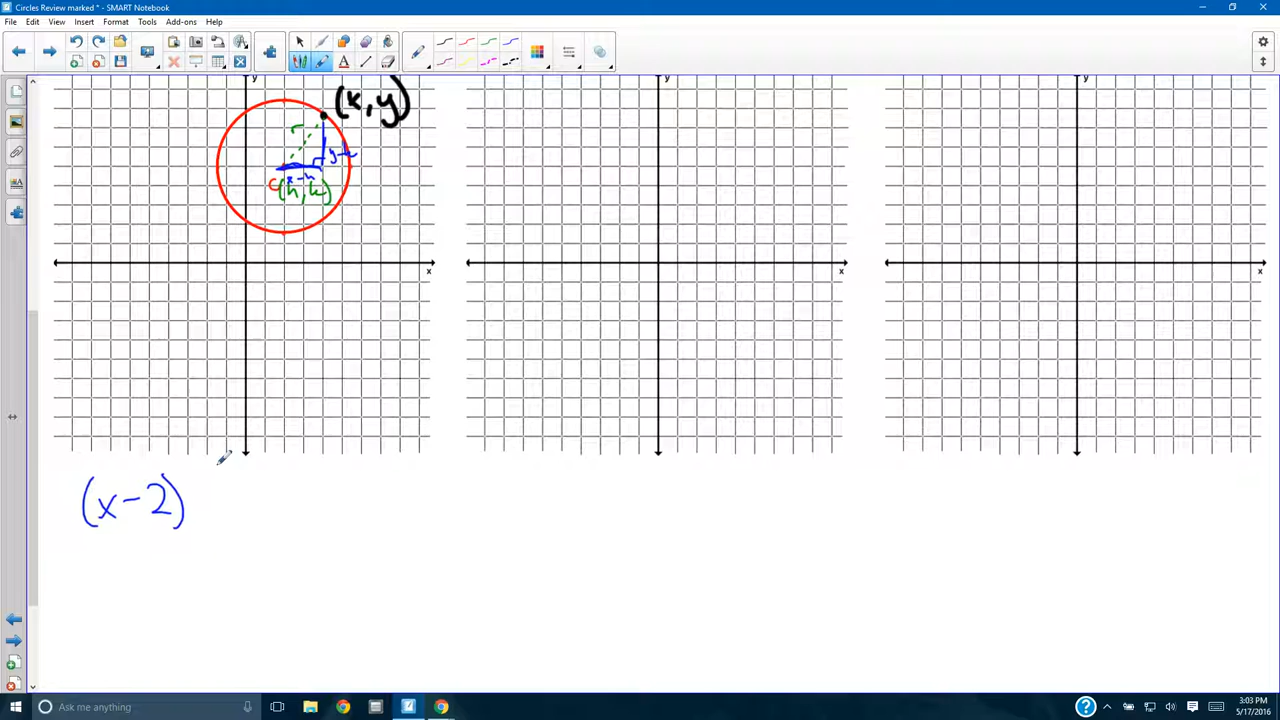 Circles Review marked * - SMART Notebook
File Edit View Insert Format Tools Add-ons Help
y y y
(x, y)
r
y-k
x-h
C (h, k)
x x x
(x-2)
Ask me anything
3:03 PM
5/17/2016